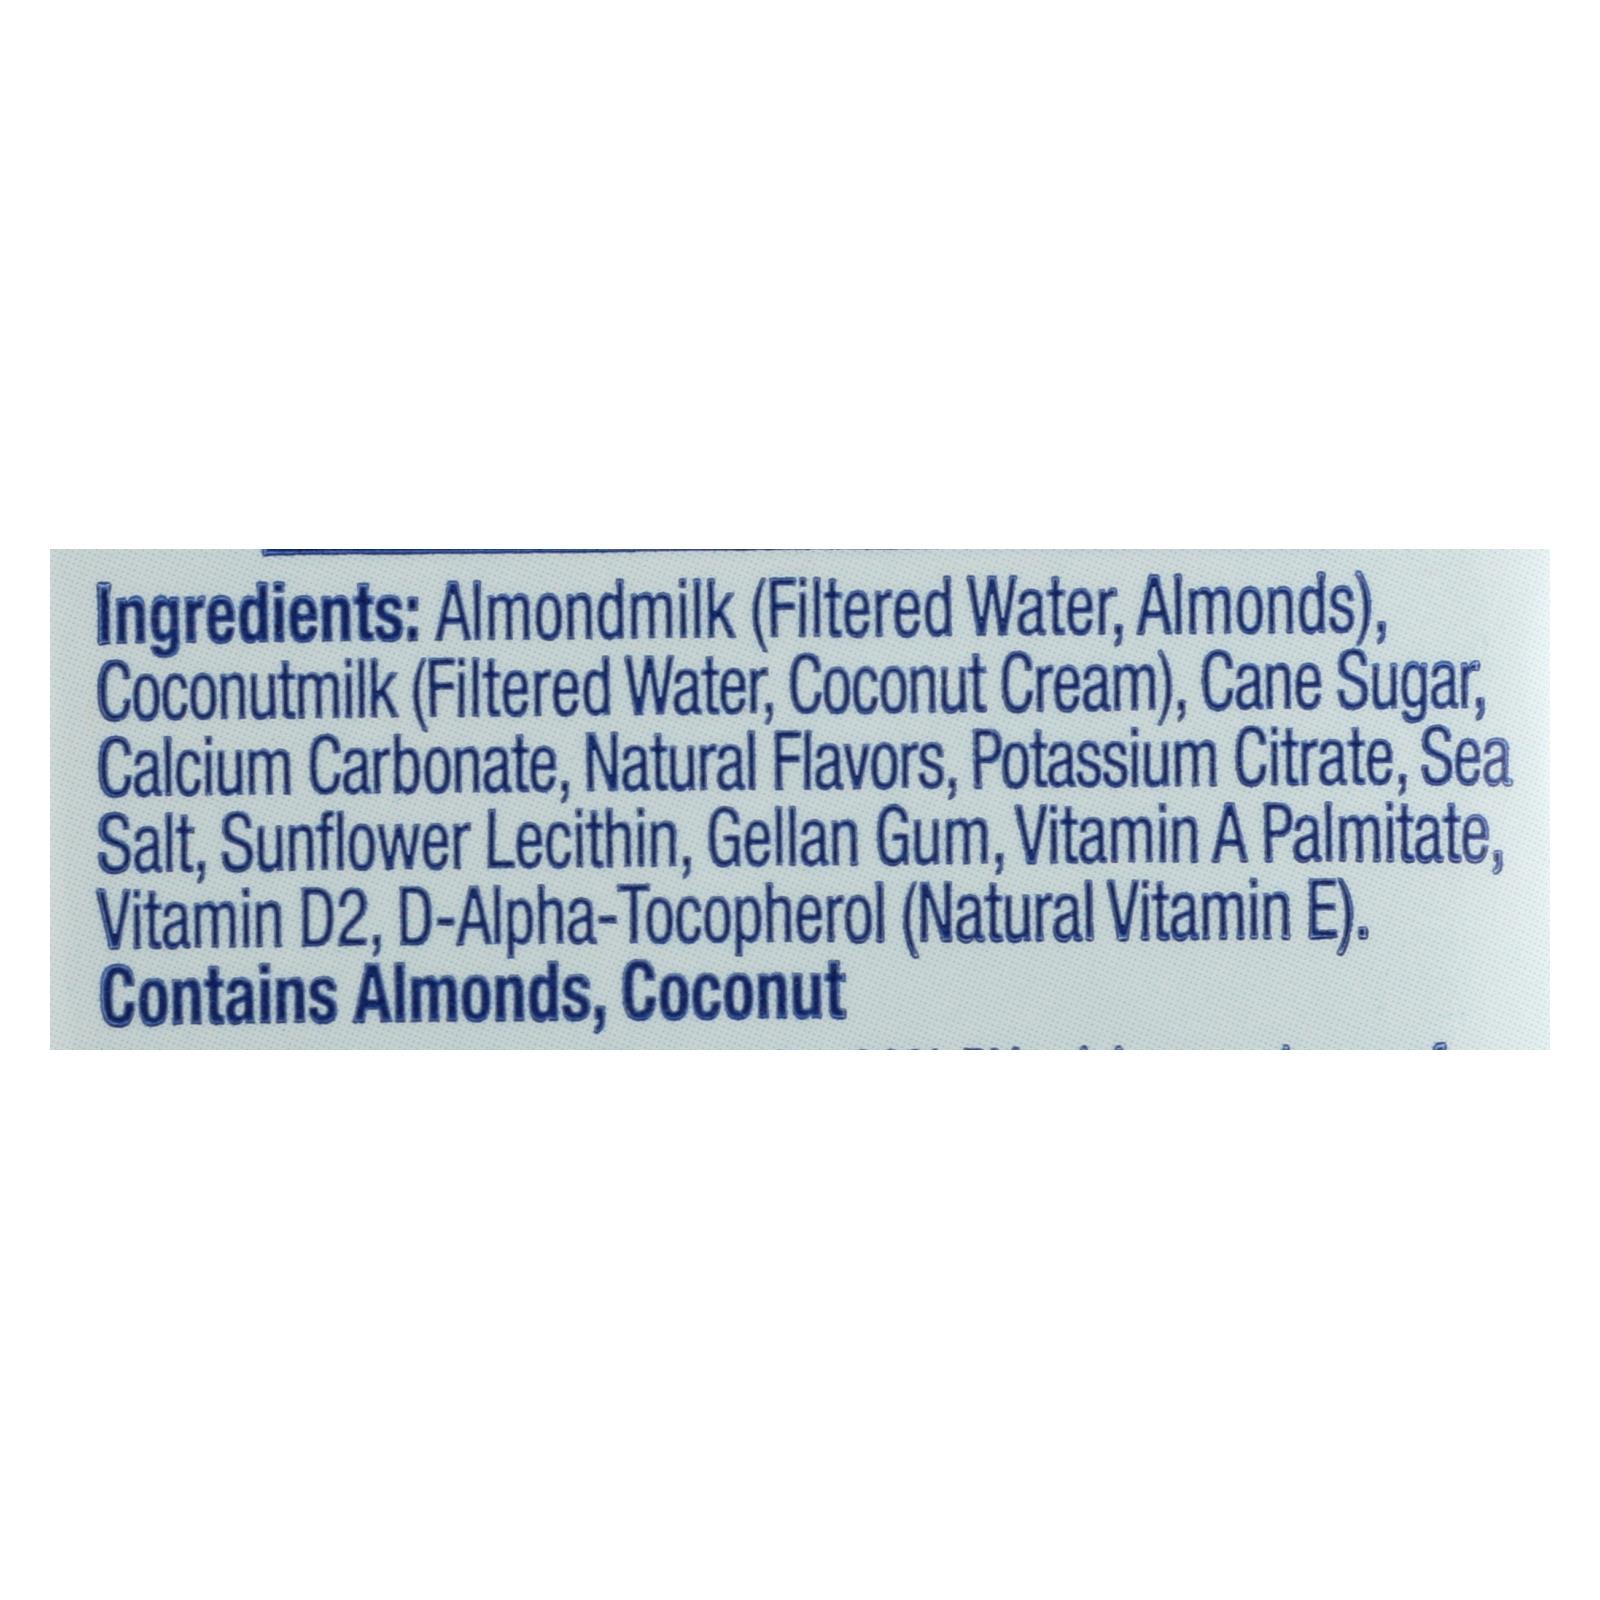 Ingredients: Almondmilk (Filtered Water, Almonds),
Coconutmilk (Filtered Water, Coconut Cream), Cane Sugar,
Calcium Carbonate, Natural Flavors, Potassium Citrate, Sea
Salt, Sunflower Lecithin, Gellan Gum, Vitamin A Palmitate,
Vitamin D2, D-Alpha-Tocopherol (Natural Vitamin E).
Contains Almonds, Coconut